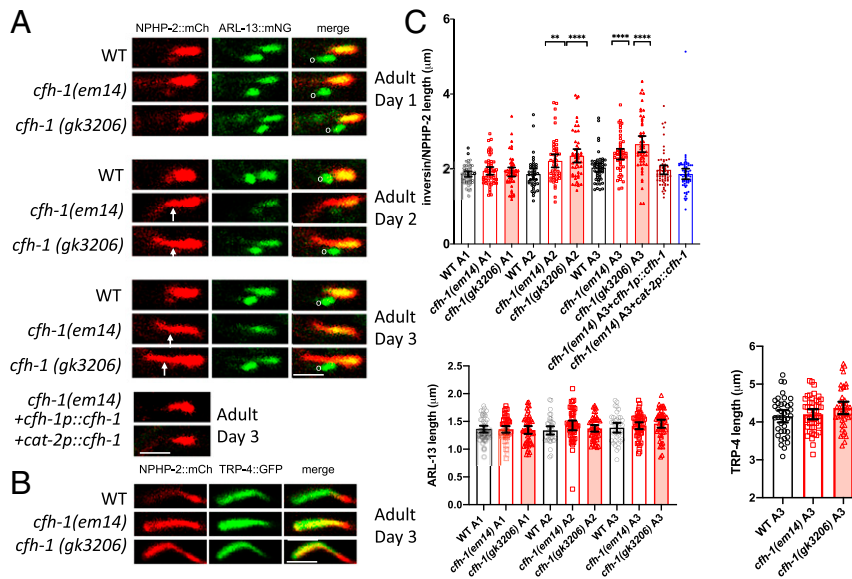 A
NPHP-2::mCh ARL-13::mNG merge
WT
cfh-1(em14)
cfh-1 (gk3206)
Adult
Day 1
WT
cfh-1(em14)
cfh-1 (gk3206)
Adult
Day 2
WT
cfh-1(em14)
cfh-1 (gk3206)
Adult
Day 3
cfh-1(em14)
+cfh-1p::cfh-1
+cat-2p::cfh-1
Adult
Day 3
o
o
o
o
o
o
o
B
NPHP-2::mCh TRP-4::GFP merge
WT
cfh-1(em14)
cfh-1 (gk3206)
Adult
Day 3
C
inversin/NPHP-2 length (µm)
8
6
4
2
0
** **** **** ****
WT A1
cfh-1(em14) A1
cfh-1(gk3206) A1
WT A2
cfh-1(em14) A2
cfh-1(gk3206) A2
WT A3
cfh-1(em14) A3
cfh-1(gk3206) A3
cfh-1(em14) A3+cfh-1p::cfh-1
cfh-1(em14) A3+cat-2p::cfh-1
ARL-13 length (µm)
2.5
2.0
1.5
1.0
0.5
0.0
WT A1
cfh-1(em14) A1
cfh-1(gk3206) A1
WT A2
cfh-1(em14) A2
cfh-1(gk3206) A2
WT A3
cfh-1(em14) A3
cfh-1(gk3206) A3
TRP-4 length (µm)
6
5
4
3
2
WT A3
cfh-1(em14) A3
cfh-1(gk3206) A3